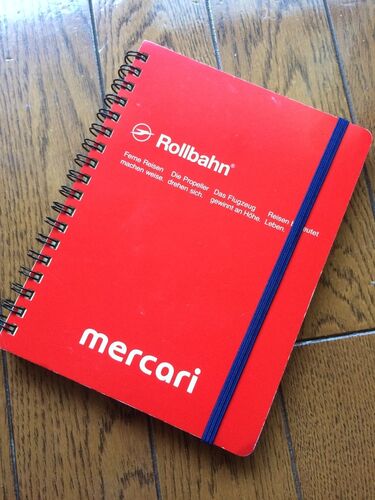 Rollbahn®
Ferne Reisen Die Propeller Das Flugzeug Reisen
machen weise. drehen sich. gewinnt an Höhe. Leben.
mercari